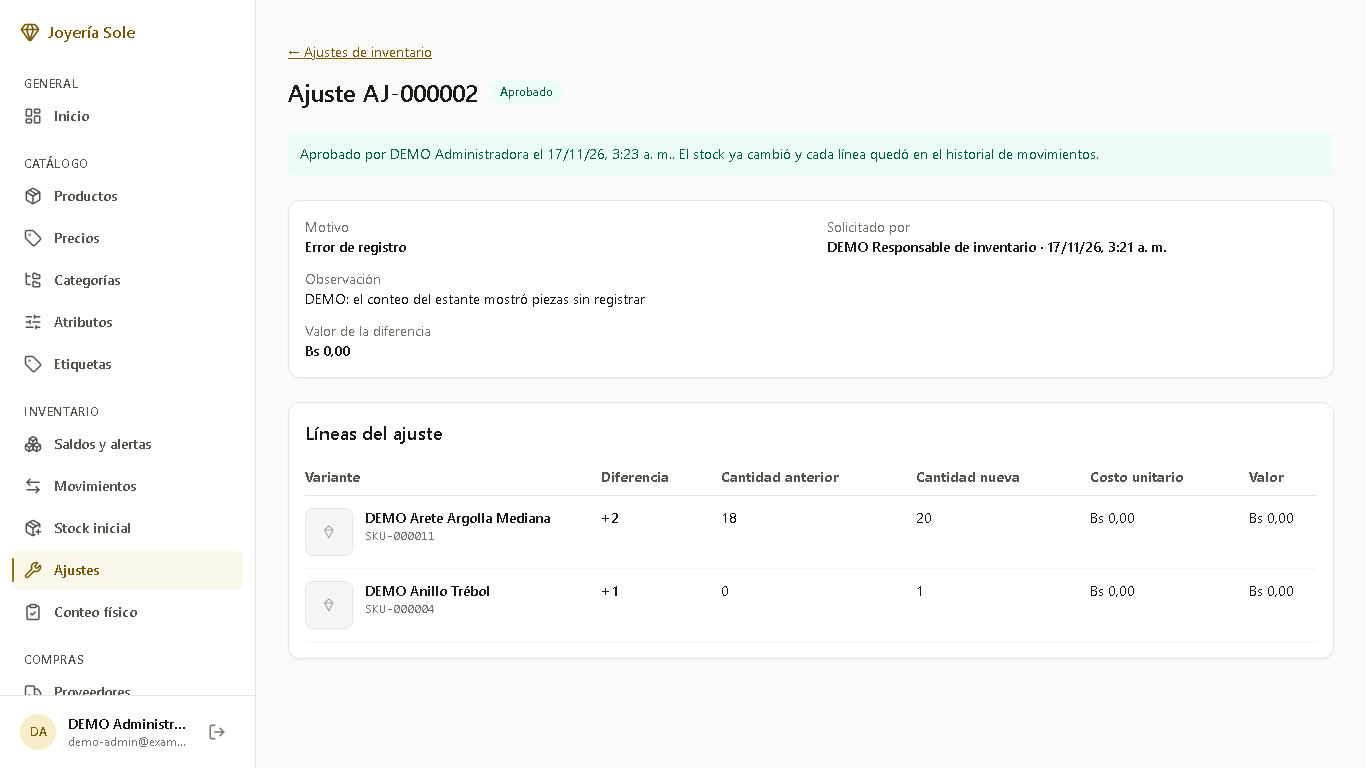 Joyería Sole
GENERAL
Inicio
CATÁLOGO
Productos
Precios
Categorías
Atributos
Etiquetas
INVENTARIO
Saldos y alertas
Movimientos
Stock inicial
Ajustes
Conteo físico
COMPRAS
Proveedores
DA
DEMO Administr...
demo-admin@exam...
← Ajustes de inventario
Ajuste AJ-000002 Aprobado
Aprobado por DEMO Administradora el 17/11/26, 3:23 a. m.. El stock ya cambió y cada línea quedó en el historial de movimientos.
Motivo
Error de registro
Solicitado por
DEMO Responsable de inventario · 17/11/26, 3:21 a. m.
Observación
DEMO: el conteo del estante mostró piezas sin registrar
Valor de la diferencia
Bs 0,00
Líneas del ajuste
Variante Diferencia Cantidad anterior Cantidad nueva Costo unitario Valor
DEMO Arete Argolla Mediana +2 18 20 Bs 0,00 Bs 0,00
SKU-000011
DEMO Anillo Trébol +1 0 1 Bs 0,00 Bs 0,00
SKU-000004